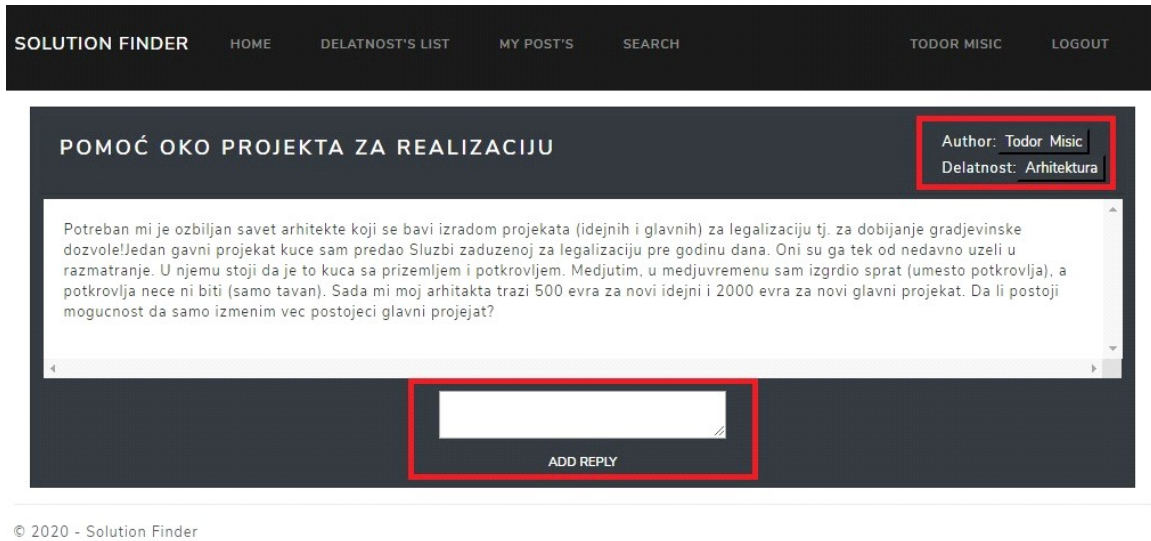 SOLUTION FINDER HOME DELATNOST'S LIST MY POST'S SEARCH TODOR MISIC LOGOUT
POMOĆ OKO PROJEKTA ZA REALIZACIJU
Author: Todor Misic
Delatnost: Arhitektura
Potreban mi je ozbiljan savet arhitekte koji se bavi izradom projekata (idejnih i glavnih) za legalizaciju tj. za dobijanje gradjevinske
dozvole!Jedan gavni projekat kuce sam predao Sluzbi zaduzenoj za legalizaciju pre godinu dana. Oni su ga tek od nedavno uzeli u
razmatranje. U njemu stoji da je to kuca sa prizemljem i potkrovljem. Medjutim, u medjuvremenu sam izgrdio sprat (umesto potkrovlja), a
potkrovlja nece ni biti (samo tavan). Sada mi moj arhitakta trazi 500 evra za novi idejni i 2000 evra za novi glavni projekat. Da li postoji
mogucnost da samo izmenim vec postojeci glavni projejat?
ADD REPLY
© 2020 - Solution Finder